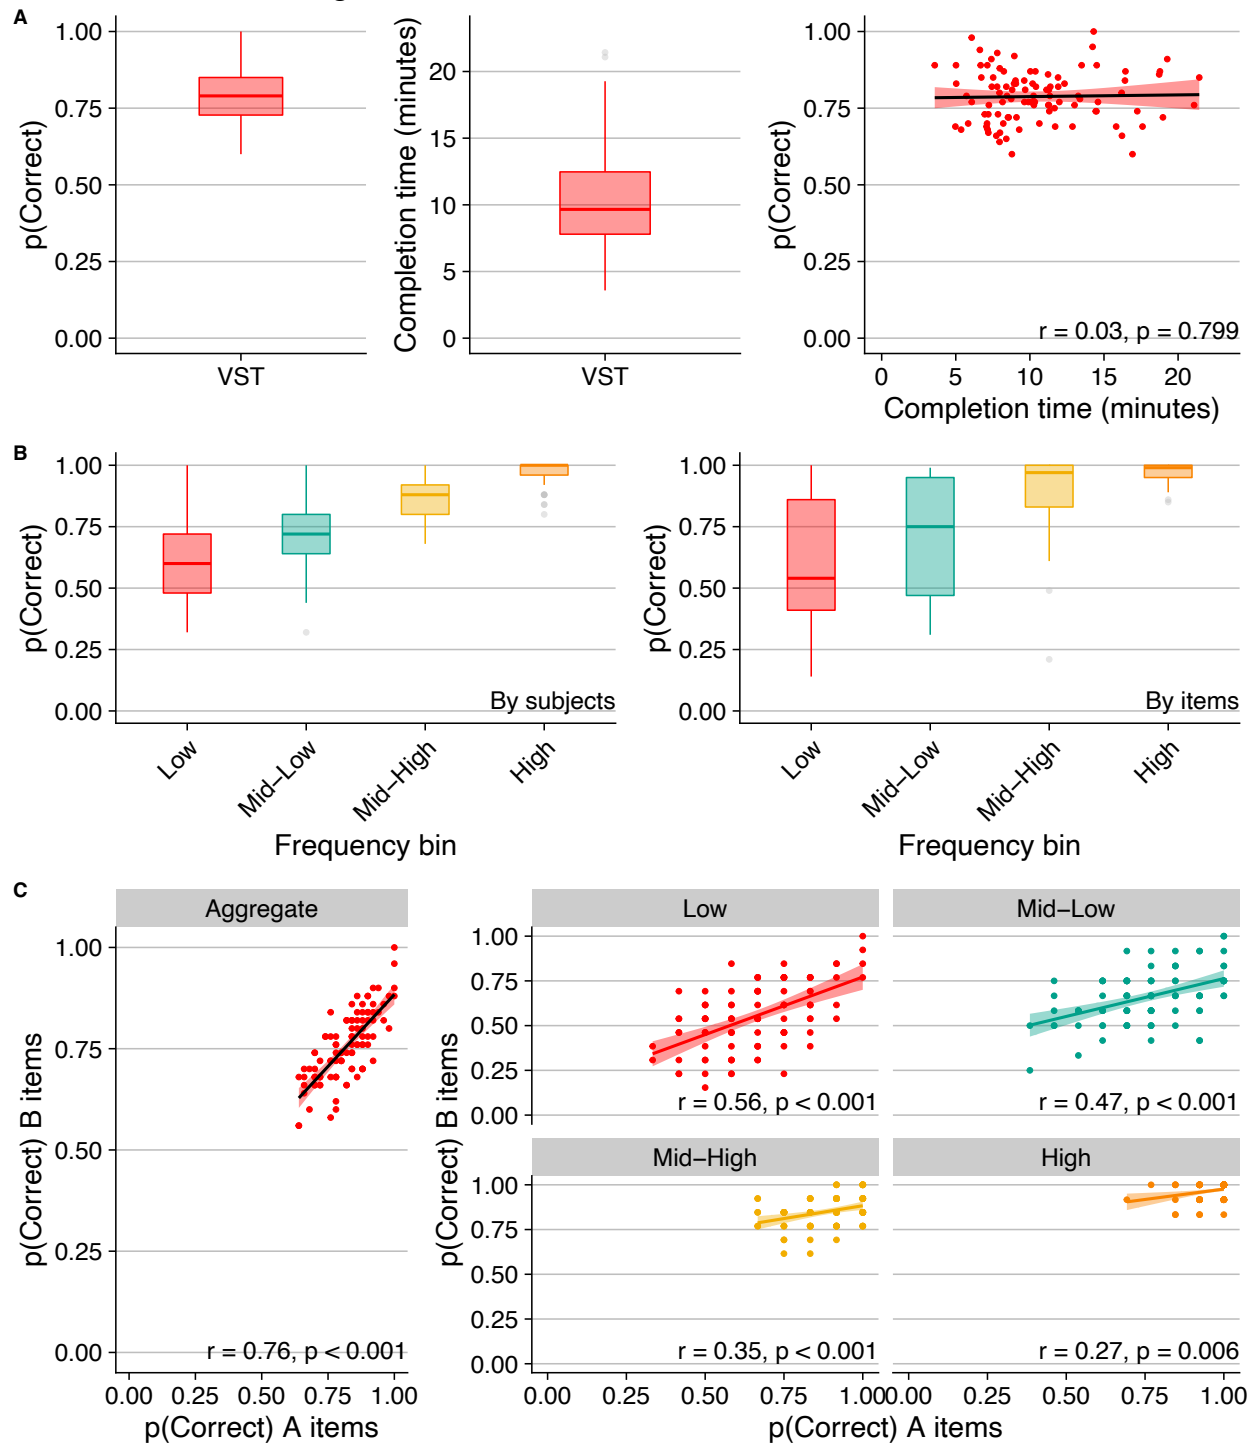 A
1.00
0.75
0.50
0.25
0.00
p(Correct)
VST
20
15
10
5
0
Completion time (minutes)
VST
1.00
0.75
0.50
0.25
0.00
p(Correct)
r = 0.03, p = 0.799
0 5 10 15 20
Completion time (minutes)
B
1.00
0.75
0.50
0.25
0.00
p(Correct)
By subjects
Low Mid−Low Mid−High High
Frequency bin
1.00
0.75
0.50
0.25
0.00
p(Correct)
By items
Low Mid−Low Mid−High High
Frequency bin
C
Aggregate
1.00
0.75
0.50
0.25
0.00
p(Correct) B items
r = 0.76, p < 0.001
0.00 0.25 0.50 0.75 1.00
p(Correct) A items
Low
Mid−Low
1.00
0.75
0.50
0.25
0.00
r = 0.56, p < 0.001
r = 0.47, p < 0.001
p(Correct) B items
Mid−High
High
1.00
0.75
0.50
0.25
0.00
r = 0.35, p < 0.001
r = 0.27, p = 0.006
0.00 0.25 0.50 0.75 1.00
0.00 0.25 0.50 0.75 1.00
p(Correct) A items